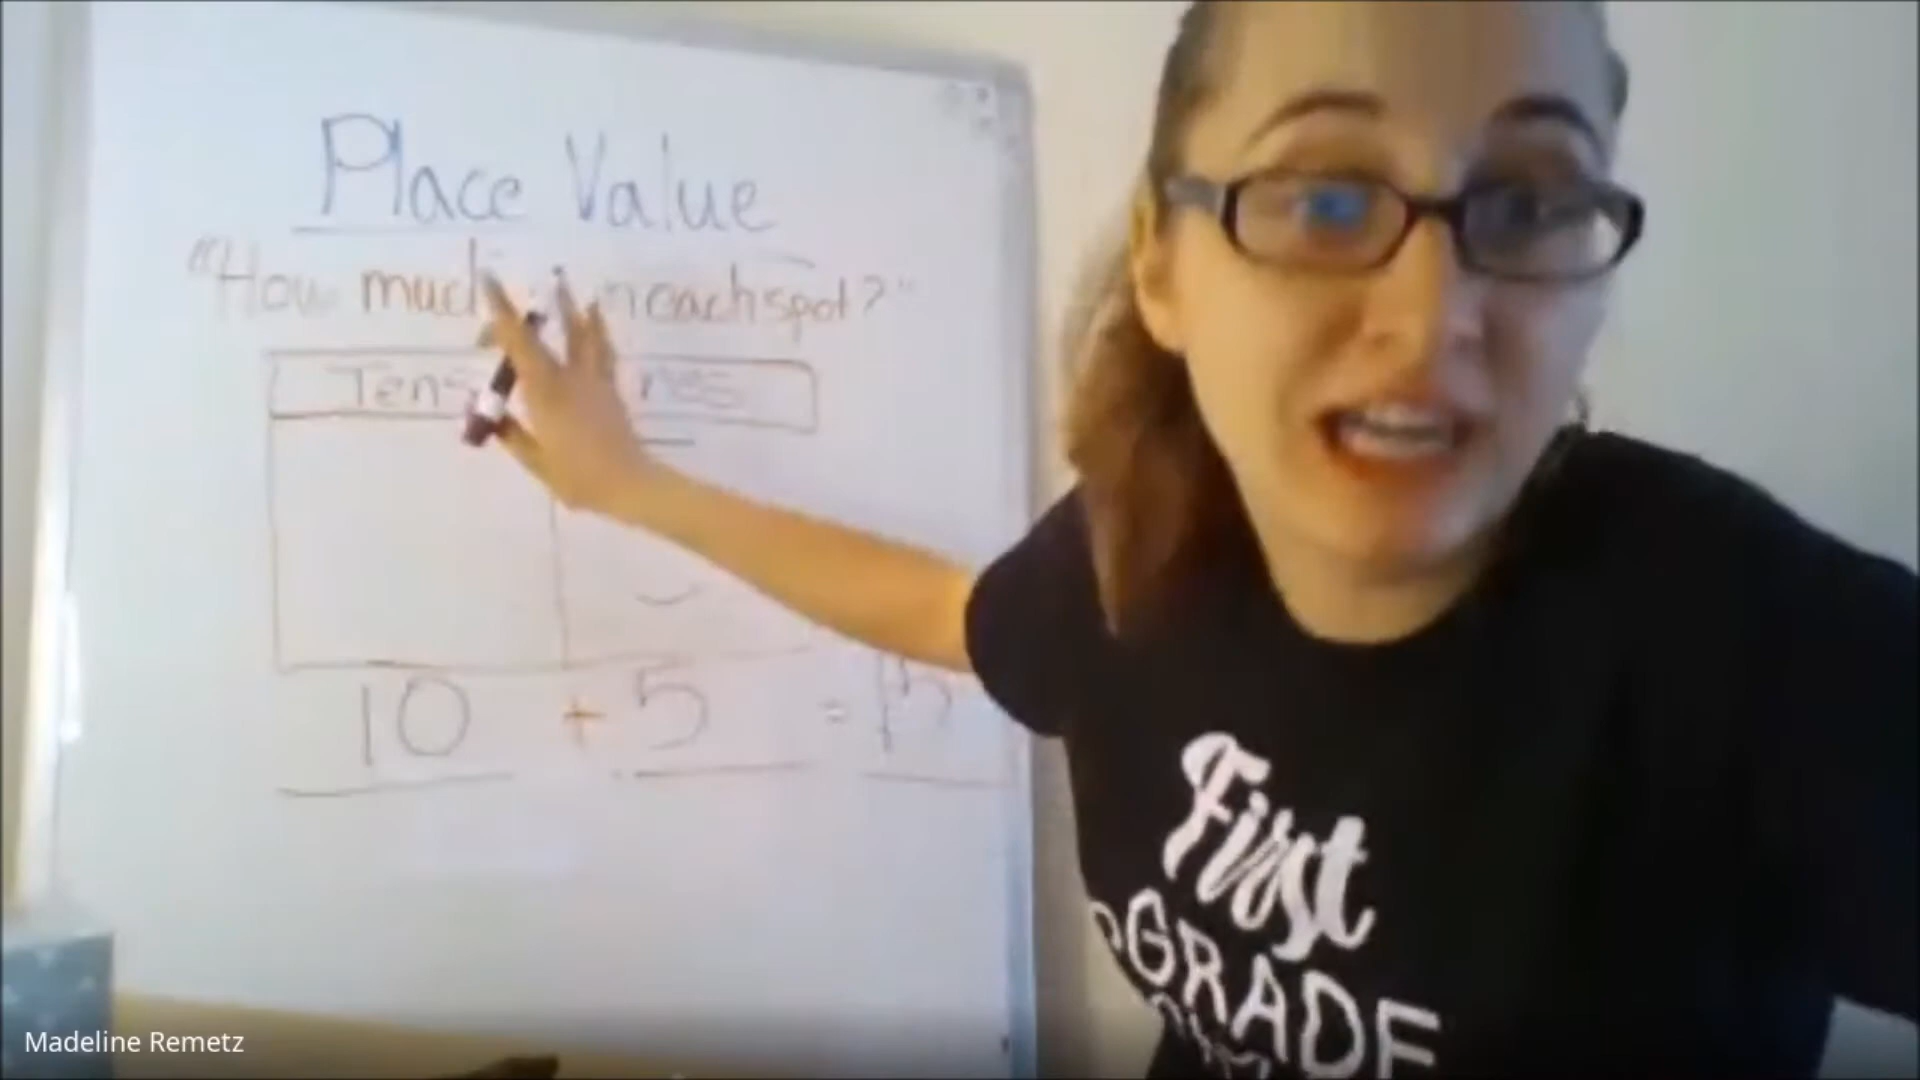 Place Value
"How much in each spot?"
Tens Ones
10 + 5 = 15
First
GRADE
Madeline Remetz